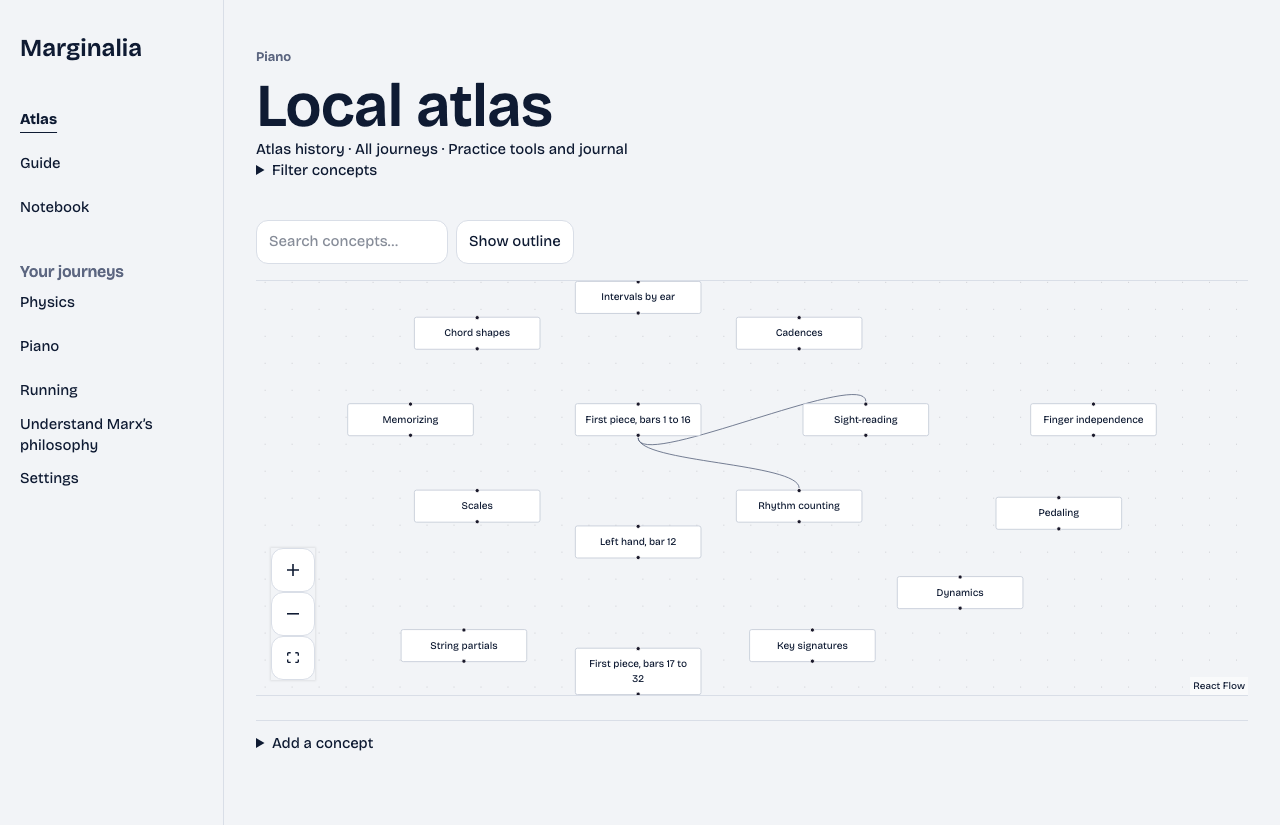 Marginalia
Atlas
Guide
Notebook
Your journeys
Physics
Piano
Running
Understand Marx's
philosophy
Settings
Piano
Local atlas
Atlas history · All journeys · Practice tools and journal
Filter concepts
Search concepts...
Show outline
Intervals by ear
Chord shapes
Cadences
Memorizing
First piece, bars 1 to 16
Sight-reading
Finger independence
Scales
Rhythm counting
Pedaling
Left hand, bar 12
Dynamics
String partials
Key signatures
First piece, bars 17 to
32
React Flow
Add a concept